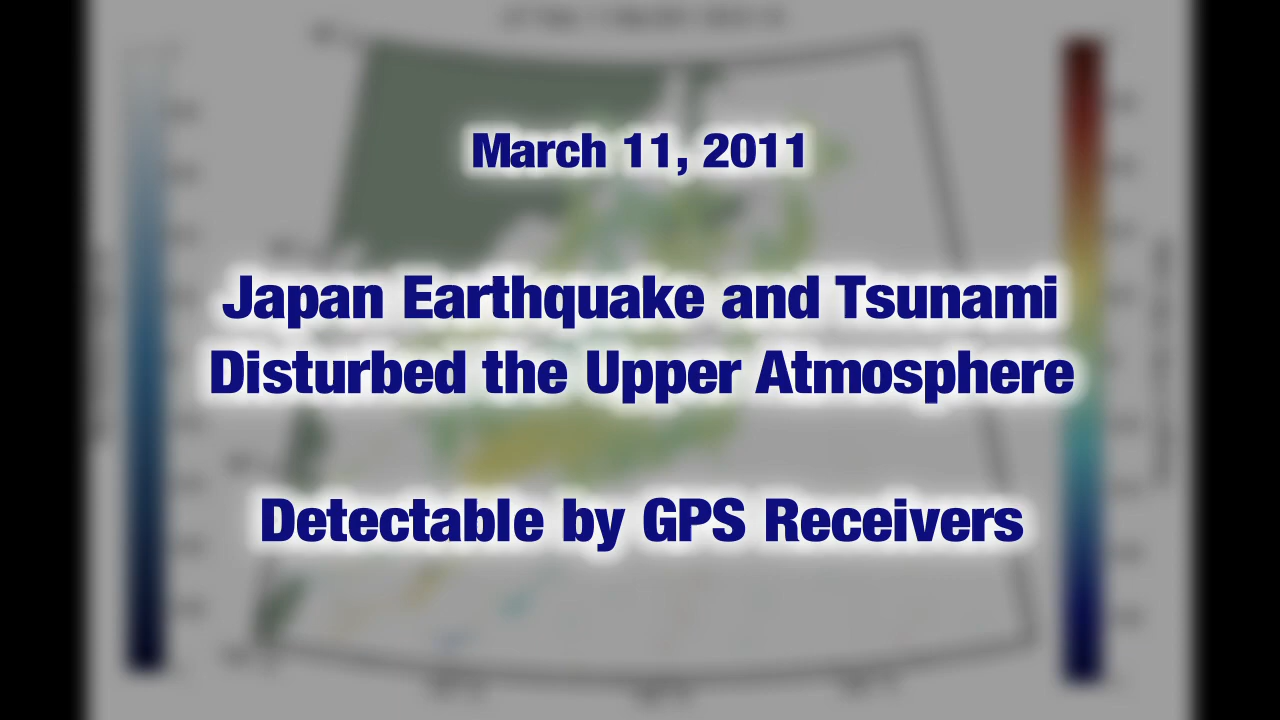 March 11, 2011
Japan Earthquake and Tsunami
Disturbed the Upper Atmosphere
Detectable by GPS Receivers